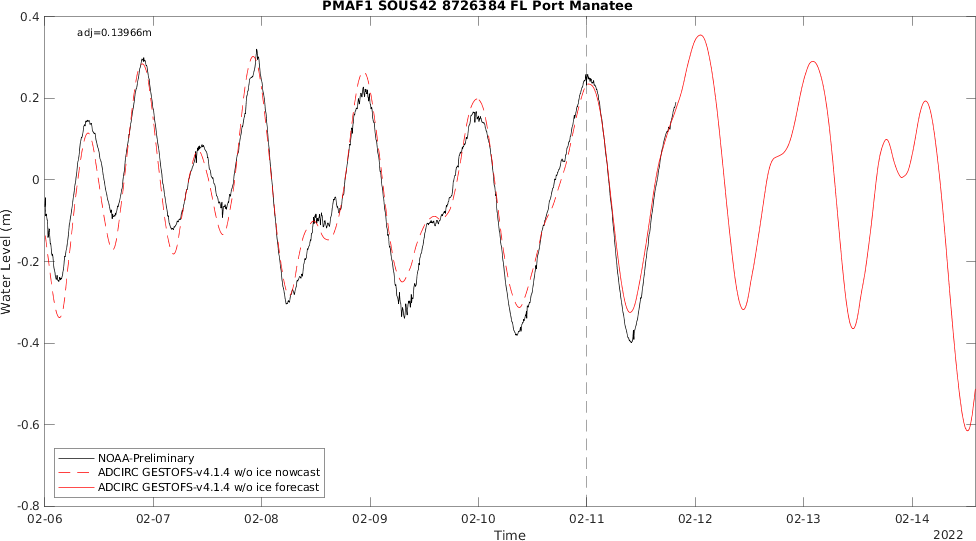 PMAF1 SOUS42 8726384 FL Port Manatee
adj=0.13966m
0.4
0.2
0
-0.2
-0.4
-0.6
-0.8
Water Level (m)
NOAA-Preliminary
ADCIRC GESTOFS-v4.1.4 w/o ice nowcast
ADCIRC GESTOFS-v4.1.4 w/o ice forecast
02-06 02-07 02-08 02-09 02-10 02-11 02-12 02-13 02-14
Time
2022